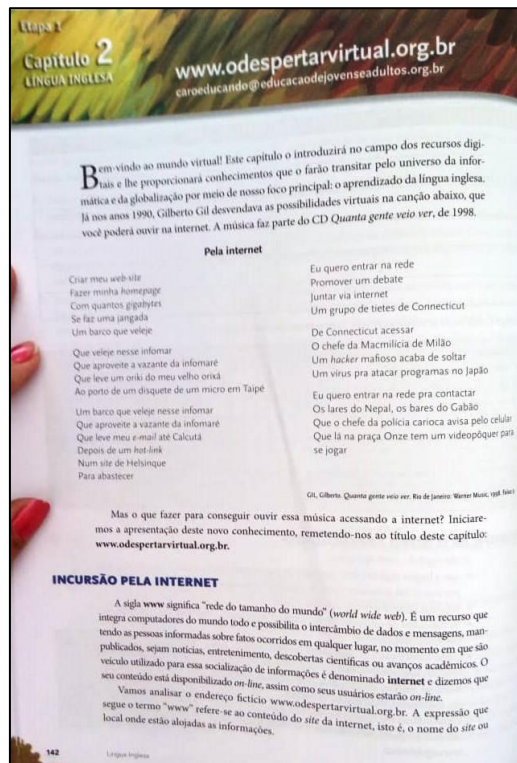 Etapa 1
Capítulo 2
LÍNGUA INGLESA
www.odespertarvirtual.org.br
caroeducando@educacaodejovenseadultos.org.br
Bem-vindo ao mundo virtual! Este capítulo o introduzirá no campo dos recursos digi-
tais e lhe proporcionará conhecimentos que o farão transitar pelo universo da infor-
mática e da globalização por meio de nosso foco principal: o aprendizado da língua inglesa.
Já nos anos 1990, Gilberto Gil desvendava as possibilidades virtuais na canção abaixo, que
você poderá ouvir na internet. A música faz parte do CD Quanta gente veio ver, de 1998.
Pela internet
Criar meu web site
Fazer minha homepage
Com quantos gigabytes
Se faz uma jangada
Um barco que veleje
Que veleje nesse infomar
Que aproveite a vazante da infomaré
Que leve um oriki do meu velho orixá
Ao porto de um disquete de um micro em Taipé
Um barco que veleje nesse infomar
Que aproveite a vazante da infomaré
Que leve meu e-mail até Calcutá
Depois de um hot-link
Num site de Helsinque
Para abastecer
Eu quero entrar na rede
Promover um debate
Juntar via internet
Um grupo de tietes de Connecticut
De Connecticut acessar
O chefe da Macmilícia de Milão
Um hacker mafioso acaba de soltar
Um vírus pra atacar programas no Japão
Eu quero entrar na rede pra contactar
Os lares do Nepal, os bares do Gabão
Que o chefe da polícia carioca avisa pelo celular
Que lá na praça Onze tem um videopôquer para
se jogar
GIL, Gilberto. Quanta gente veio ver. Rio de Janeiro: Warner Music, 1998.
Mas o que fazer para conseguir ouvir essa música acessando a internet? Iniciare-
mos a apresentação deste novo conhecimento, remetendo-nos ao título deste capítulo:
www.odespertarvirtual.org.br.
INCURSÃO PELA INTERNET
A sigla www significa "rede do tamanho do mundo" (world wide web). É um recurso que
integra computadores do mundo todo e possibilita o intercâmbio de dados e mensagens, man-
tendo as pessoas informadas sobre fatos ocorridos em qualquer lugar, no momento em que são
publicados, sejam notícias, entretenimento, descobertas científicas ou avanços acadêmicos. O
veículo utilizado para essa socialização de informações é denominado internet e dizemos que
seu conteúdo está disponibilizado on-line, assim como seus usuários estarão on-line.
Vamos analisar o endereço fictício www.odespertarvirtual.org.br. A expressão que
segue o termo "www" refere-se ao conteúdo do site da internet, isto é, o nome do site ou
local onde estão alojadas as informações.
142
Língua Inglesa